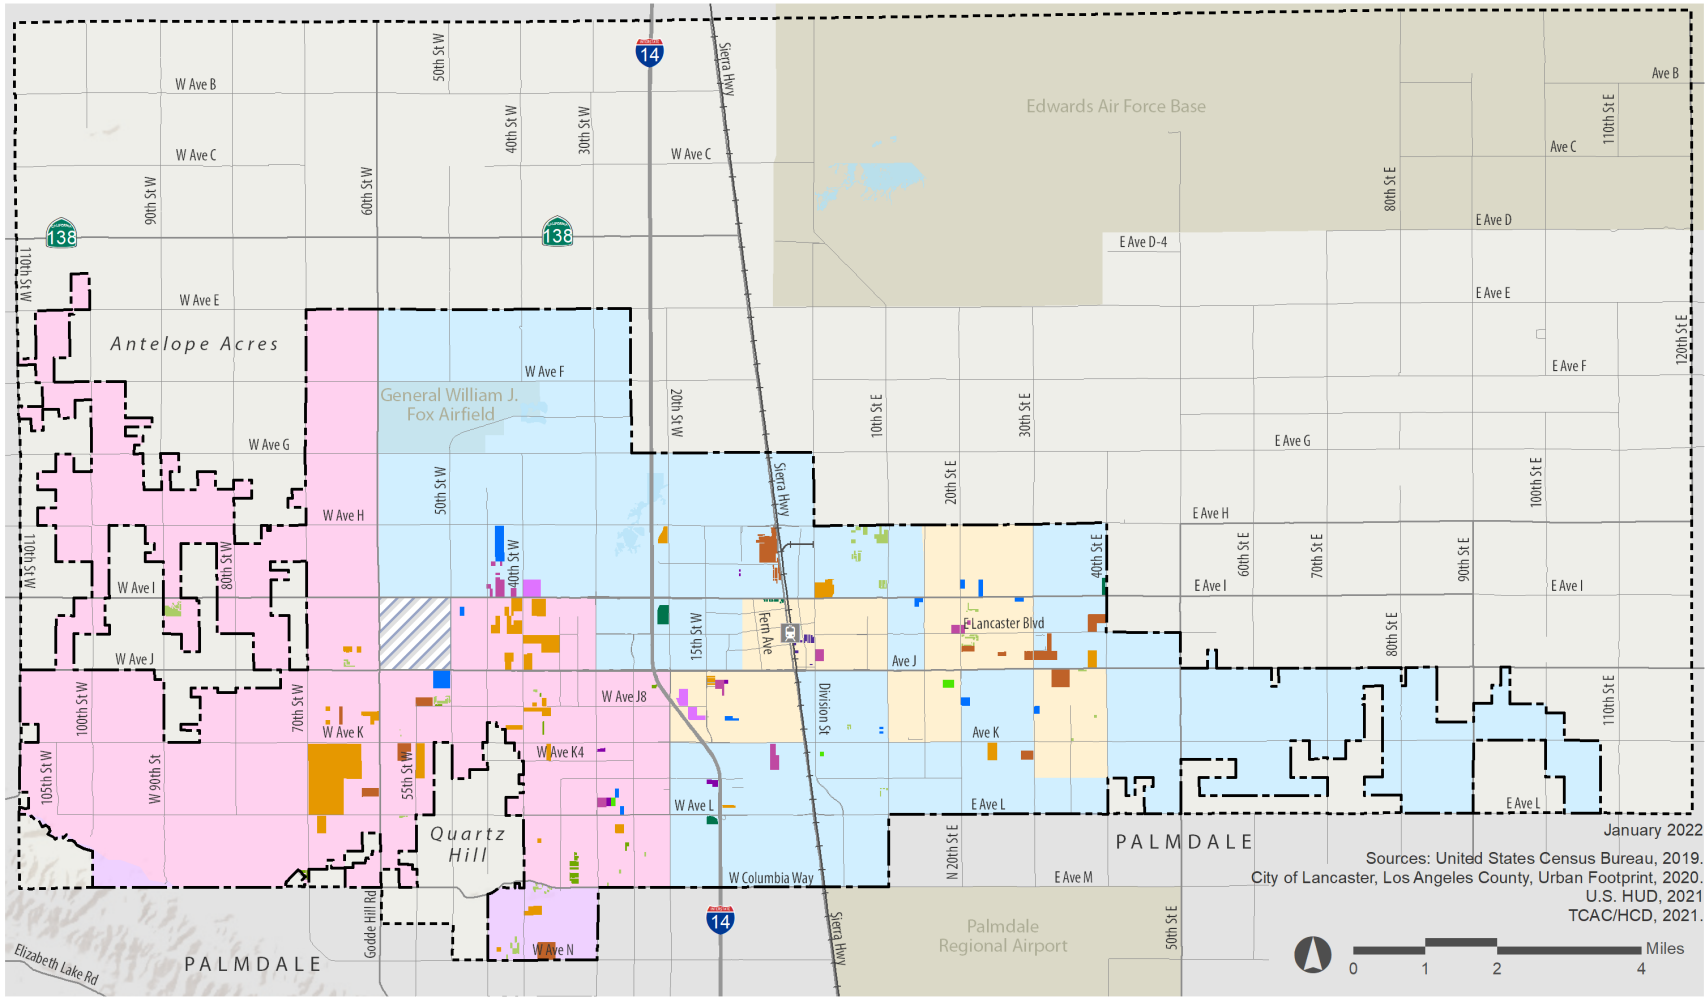 14
Sierra Hwy
50th St W
W Ave B
Ave B
40th St W
30th St W
Edwards Air Force Base
110th St E
W Ave C
W Ave C
Ave C
90th St W
60th St W
80th St E
138
138
E Ave D
E Ave D-4
110th St W
W Ave E
E Ave E
Antelope Acres
120th St E
W Ave F
E Ave F
General William J.
Fox Airfield
20th St W
10th St E
30th St E
W Ave G
E Ave G
50th St W
Sierra Hwy
20th St E
100th St E
W Ave H
E Ave H
110th St W
80th St W
40th St W
40th St E
60th St E
70th St E
90th St E
W Ave I
E Ave I
E Ave I
15th St W
Fern Ave
E Lancaster Blvd
80th St E
W Ave J
Ave J
100th St W
70th St W
W Ave J8
Division St
110th St E
W Ave K
Ave K
W Ave K4
105th St W
W 90th St
55th St W
W Ave L
E Ave L
E Ave L
Quartz
Hill
PALMDALE
January 2022
N 20th St E
Sources: United States Census Bureau, 2019.
W Columbia Way
E Ave M
City of Lancaster, Los Angeles County, Urban Footprint, 2020.
U.S. HUD, 2021
TCAC/HCD, 2021.
Godde Hill Rd
14
Sierra Hwy
50th St E
Palmdale
Regional Airport
W Ave N
Elizabeth Lake Rd
PALMDALE
Miles
0 1 2 4